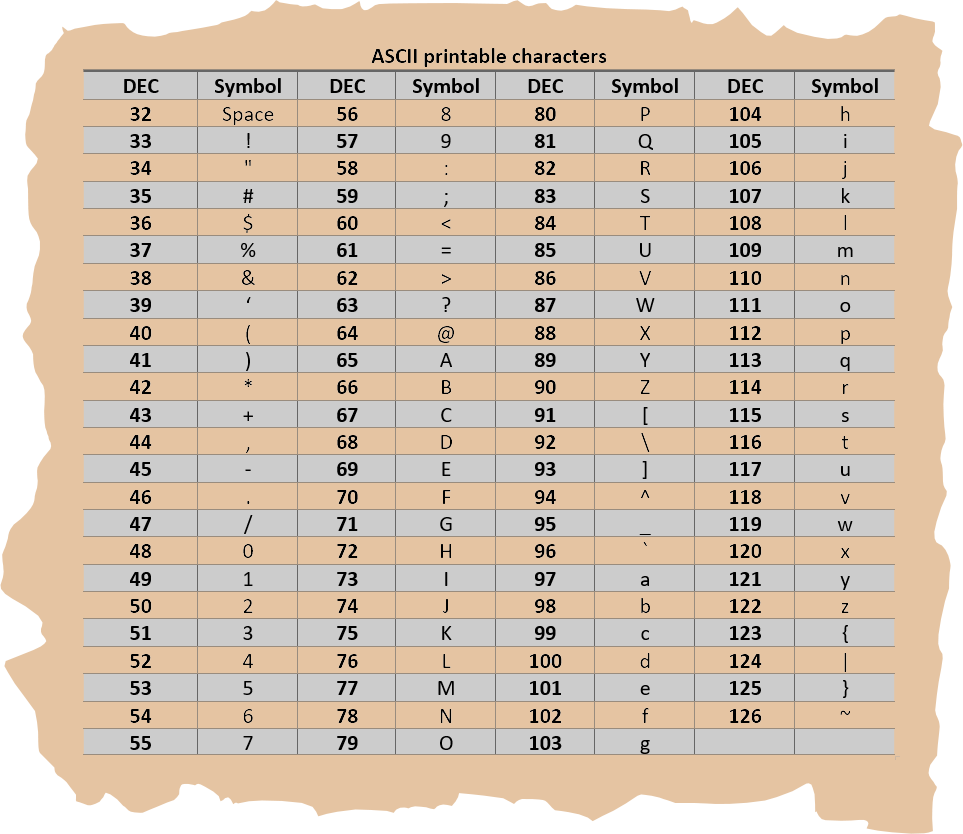 ASCII printable characters
DEC Symbol DEC Symbol DEC Symbol DEC Symbol
32 Space 56 8 80 P 104 h
33 ! 57 9 81 Q 105 i
34 " 58 : 82 R 106 j
35 # 59 ; 83 S 107 k
36 $ 60 < 84 T 108 l
37 % 61 = 85 U 109 m
38 & 62 > 86 V 110 n
39 ‘ 63 ? 87 W 111 o
40 ( 64 @ 88 X 112 p
41 ) 65 A 89 Y 113 q
42 * 66 B 90 Z 114 r
43 + 67 C 91 [ 115 s
44 , 68 D 92 \ 116 t
45 - 69 E 93 ] 117 u
46 . 70 F 94 ^ 118 v
47 / 71 G 95 _ 119 w
48 0 72 H 96 ` 120 x
49 1 73 I 97 a 121 y
50 2 74 J 98 b 122 z
51 3 75 K 99 c 123 {
52 4 76 L 100 d 124 |
53 5 77 M 101 e 125 }
54 6 78 N 102 f 126 ~
55 7 79 O 103 g